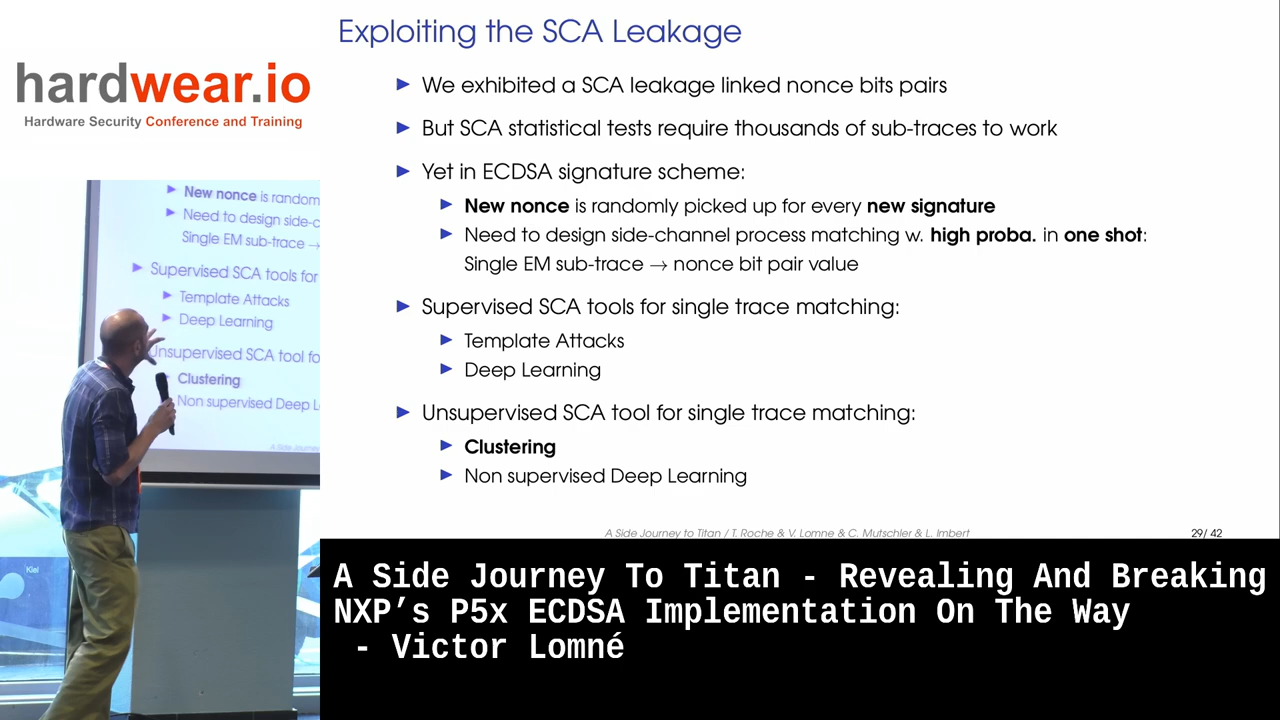 Exploiting the SCA Leakage
hardwear.io
Hardware Security Conference and Training
► We exhibited a SCA leakage linked nonce bits pairs
► But SCA statistical tests require thousands of sub-traces to work
► Yet in ECDSA signature scheme:
► New nonce is randomly picked up for every new signature
► Need to design side-channel process matching w. high proba. in one shot:
Single EM sub-trace → nonce bit pair value
► Supervised SCA tools for single trace matching:
► Template Attacks
► Deep Learning
► Unsupervised SCA tool for single trace matching:
► Clustering
► Non supervised Deep Learning
A Side Journey to Titan / T. Roche & V. Lomne & C. Mutschler & L. Imbert
29/ 42
► New nonce is random
► Need to design side-c
Single EM sub-trace →
► Supervised SCA tools for
► Template Attacks
► Deep Learning
Unsupervised SCA tool fo
Clustering
Non supervised Deep L
A Side Journe
Kiel
A Side Journey To Titan - Revealing And Breaking
NXP's P5x ECDSA Implementation On The Way
- Victor Lomné